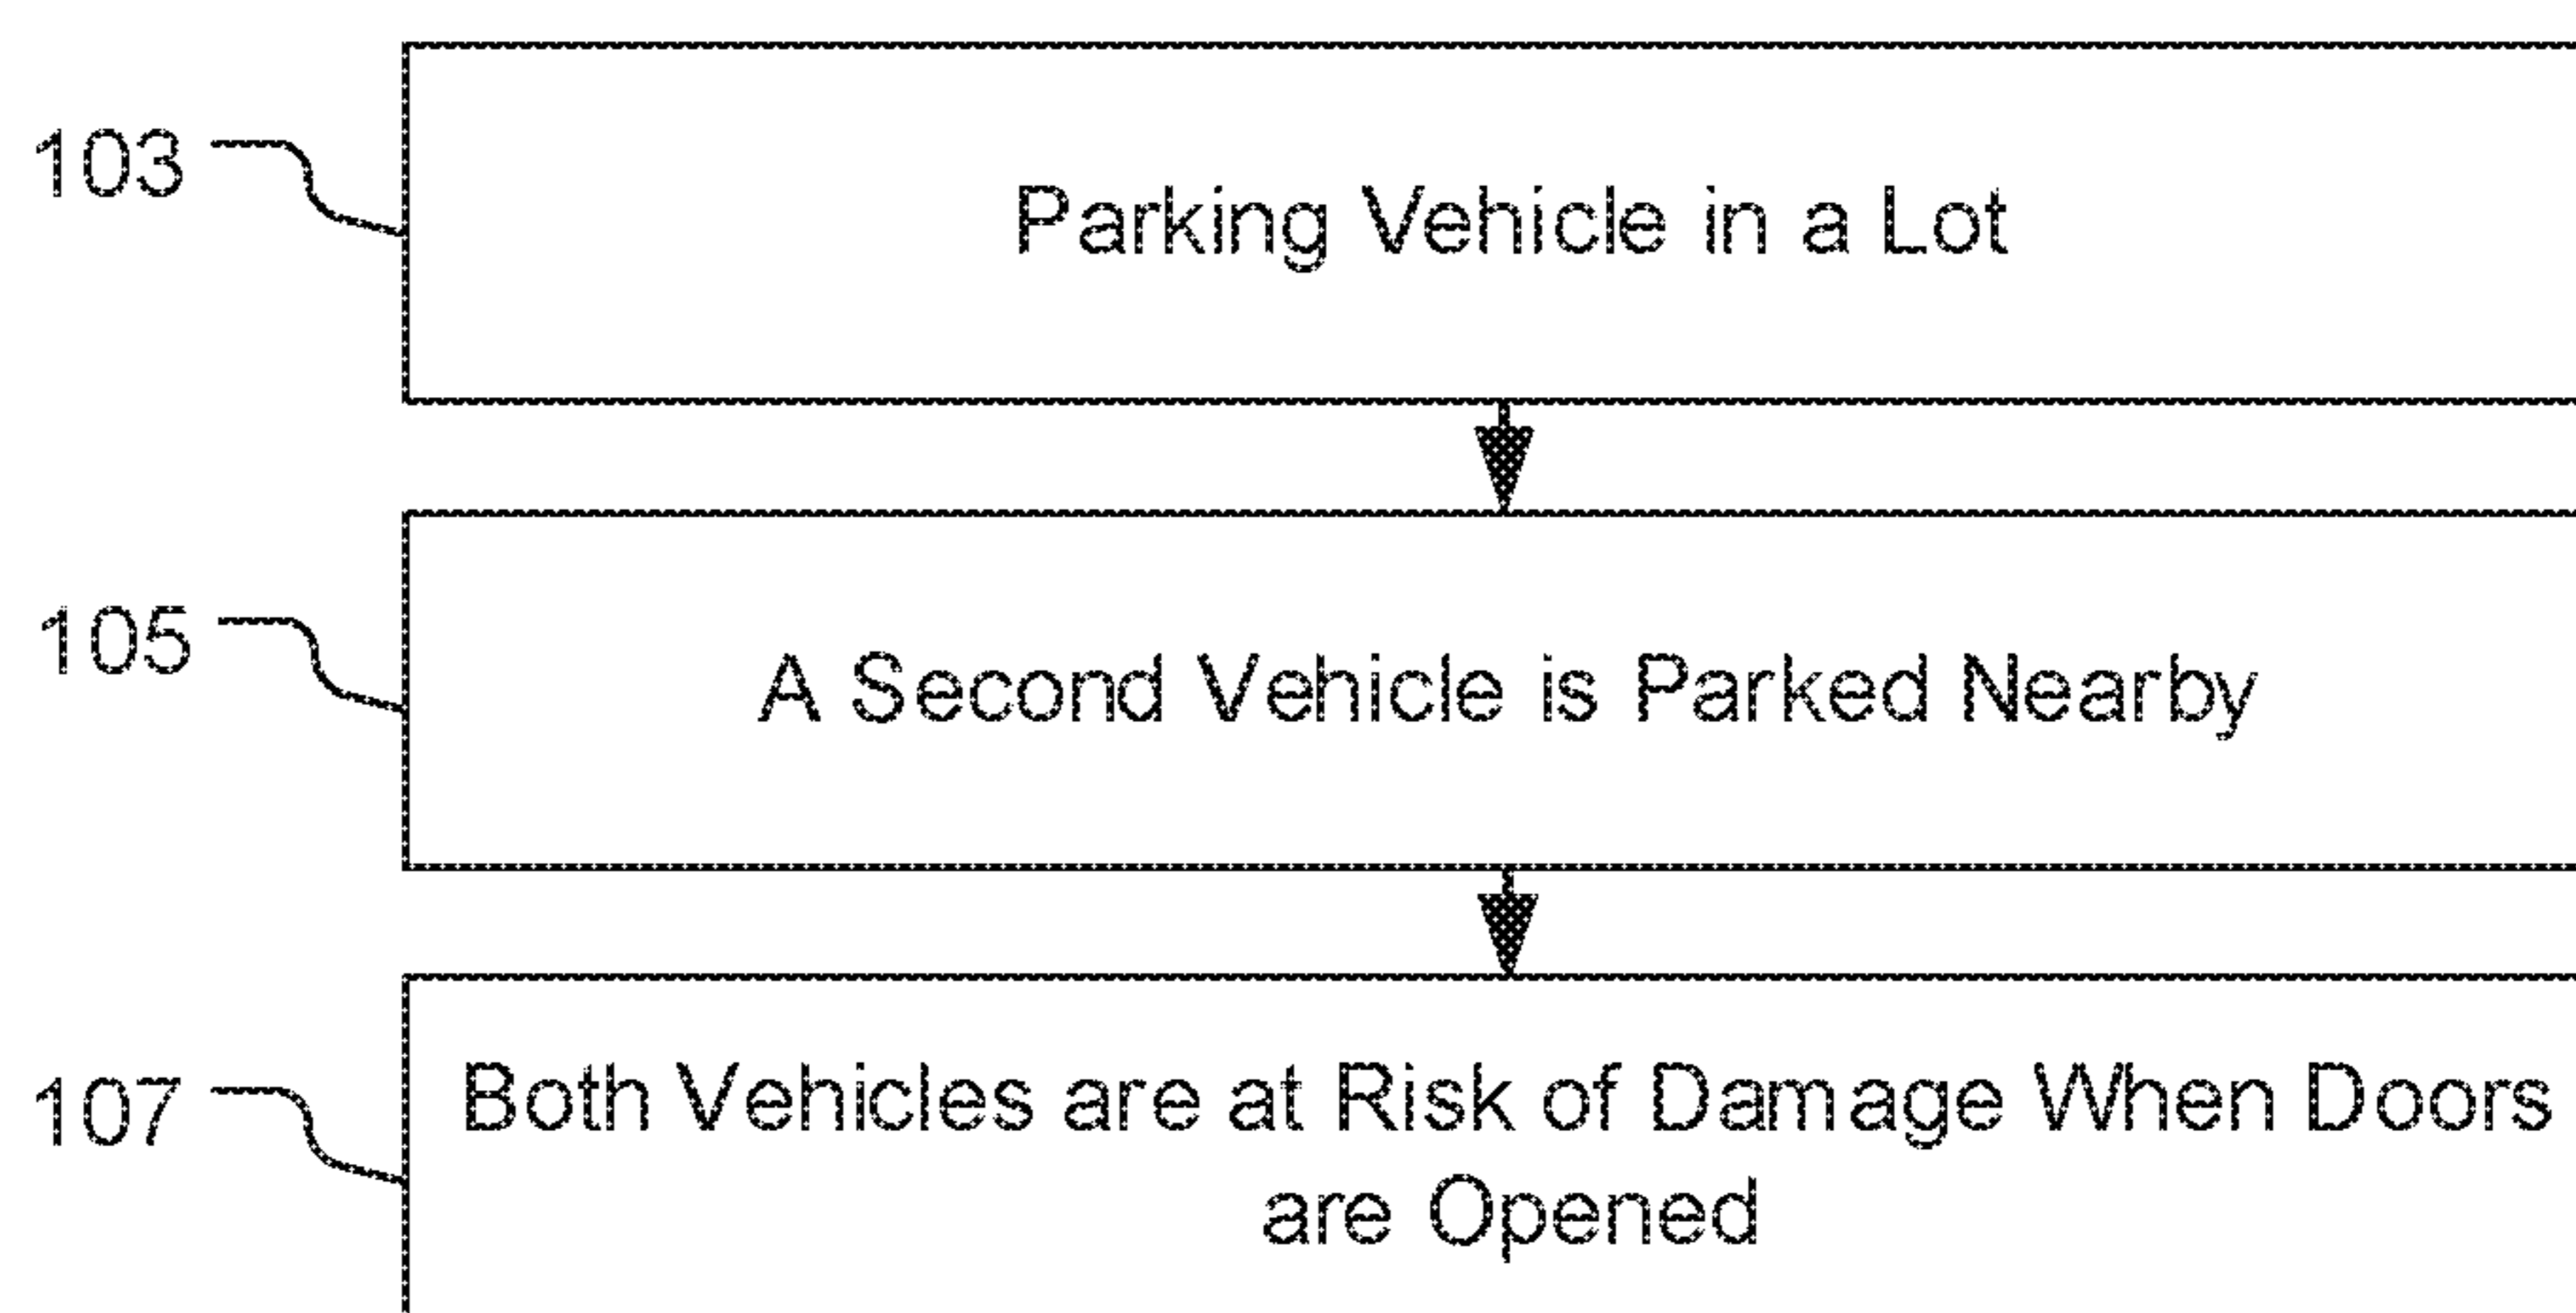 103
Parking Vehicle in a Lot
105
A Second Vehicle is Parked Nearby
107
Both Vehicles are at Risk of Damage When Doors
are Opened